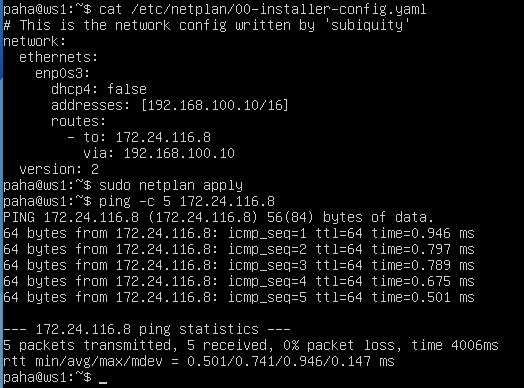 paha@ws1:~$ cat /etc/netplan/00-installer-config.yaml
# This is the network config written by 'subiquity'
network:
  ethernets:
    enp0s3:
      dhcp4: false
      addresses: [192.168.100.10/16]
      routes:
        - to: 172.24.116.8
          via: 192.168.100.10
  version: 2
paha@ws1:~$ sudo netplan apply
paha@ws1:~$ ping -c 5 172.24.116.8
PING 172.24.116.8 (172.24.116.8) 56(84) bytes of data.
64 bytes from 172.24.116.8: icmp_seq=1 ttl=64 time=0.946 ms
64 bytes from 172.24.116.8: icmp_seq=2 ttl=64 time=0.797 ms
64 bytes from 172.24.116.8: icmp_seq=3 ttl=64 time=0.789 ms
64 bytes from 172.24.116.8: icmp_seq=4 ttl=64 time=0.675 ms
64 bytes from 172.24.116.8: icmp_seq=5 ttl=64 time=0.501 ms

--- 172.24.116.8 ping statistics ---
5 packets transmitted, 5 received, 0% packet loss, time 4006ms
rtt min/avg/max/mdev = 0.501/0.741/0.946/0.147 ms
paha@ws1:~$ _